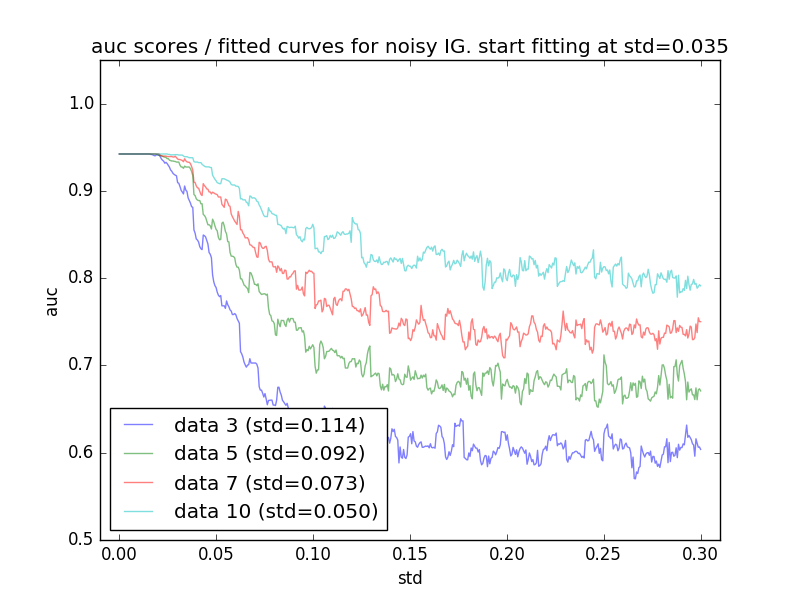 auc scores / fitted curves for noisy IG. start fitting at std=0.035
1.0
0.9
0.8
0.7
0.6
0.5
auc
data 3 (std=0.114)
data 5 (std=0.092)
data 7 (std=0.073)
data 10 (std=0.050)
0.00 0.05 0.10 0.15 0.20 0.25 0.30
std